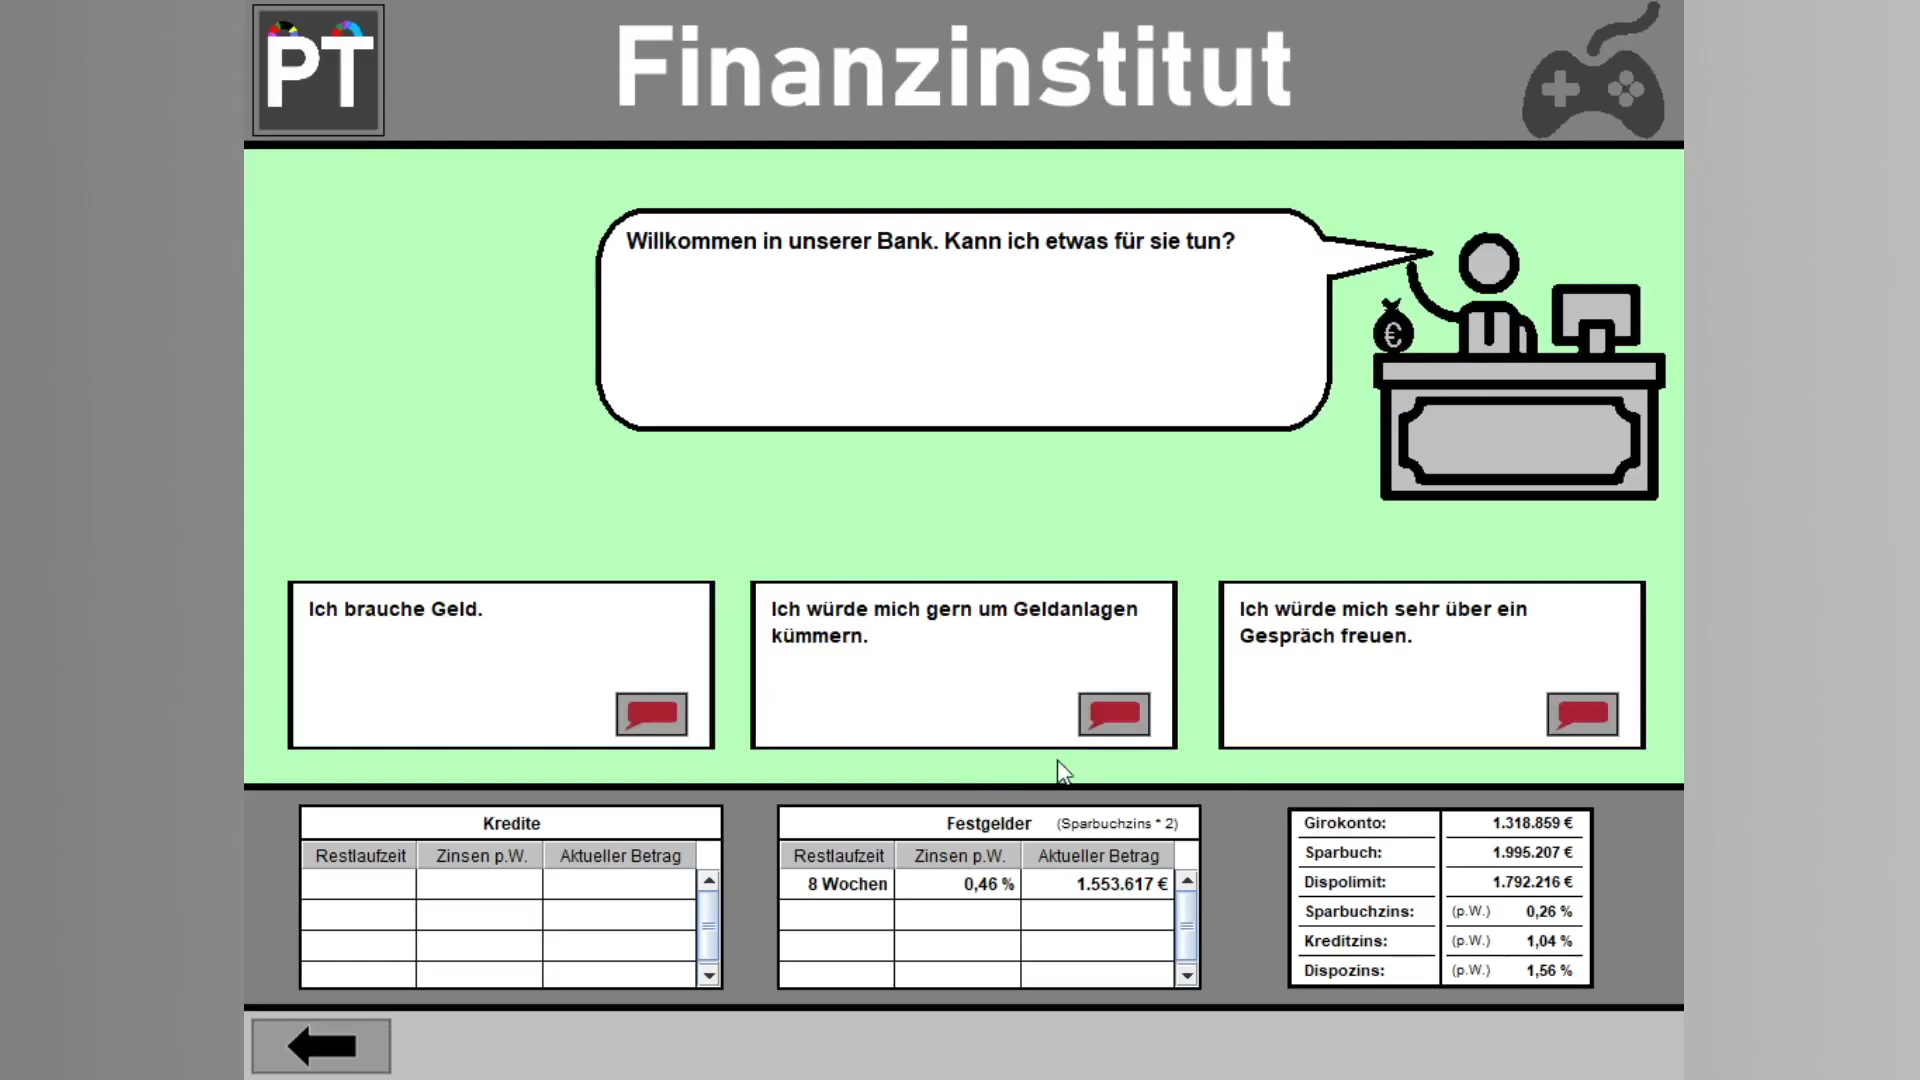 PT
Finanzinstitut
Willkommen in unserer Bank. Kann ich etwas für sie tun?
€
Ich brauche Geld.
Ich würde mich gern um Geldanlagen
kümmern.
Ich würde mich sehr über ein
Gespräch freuen.
Kredite
Restlaufzeit Zinsen p.W. Aktueller Betrag
Festgelder (Sparbuchzins * 2)
Restlaufzeit Zinsen p.W. Aktueller Betrag
8 Wochen 0,46 % 1.553.617 €
Girokonto: 1.318.859 €
Sparbuch: 1.995.207 €
Dispolimit: 1.792.216 €
Sparbuchzins: (p.W.) 0,26 %
Kreditzins: (p.W.) 1,04 %
Dispozins: (p.W.) 1,56 %